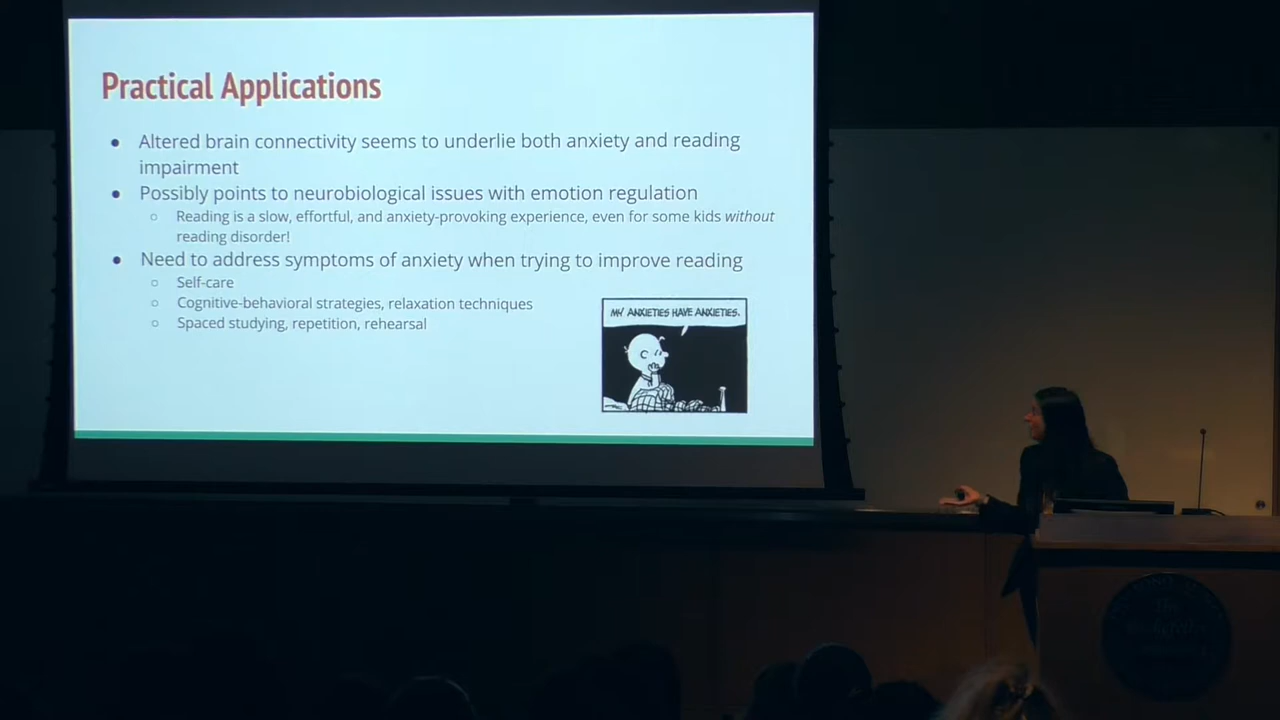 Practical Applications
● Altered brain connectivity seems to underlie both anxiety and reading
impairment
● Possibly points to neurobiological issues with emotion regulation
○ Reading is a slow, effortful, and anxiety-provoking experience, even for some kids without
reading disorder!
● Need to address symptoms of anxiety when trying to improve reading
○ Self-care
○ Cognitive-behavioral strategies, relaxation techniques
○ Spaced studying, repetition, rehearsal
MY ANXIETIES HAVE ANXIETIES.